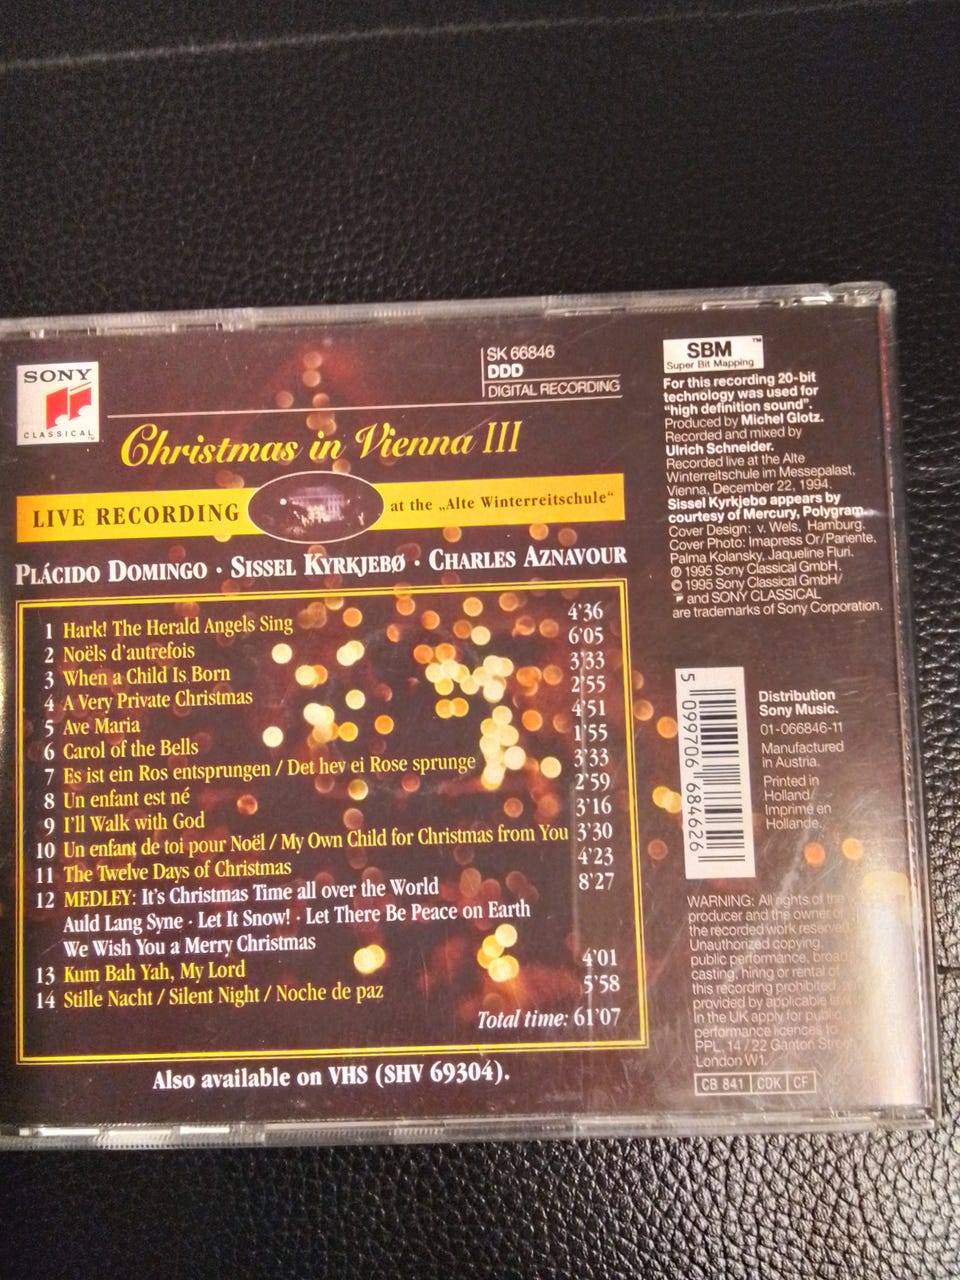 SONY
CLASSICAL™
SK 66846
DDD
DIGITAL RECORDING
Christmas in Vienna III
LIVE RECORDING
at the „Alte Winterreitschule“
PLÁCIDO DOMINGO · SISSEL KYRKJEBØ · CHARLES AZNAVOUR
1 Hark! The Herald Angels Sing 4'36
2 Noëls d'autrefois 6'05
3 When a Child Is Born 3'33
4 A Very Private Christmas 2'55
5 Ave Maria 4'51
6 Carol of the Bells 1'55
7 Es ist ein Ros entsprungen / Det hev ei Rose sprunge 3'33
8 Un enfant est né 2'59
9 I'll Walk with God 3'16
10 Un enfant de toi pour Noël / My Own Child for Christmas from You 3'30
11 The Twelve Days of Christmas 4'23
12 MEDLEY: It's Christmas Time all over the World 8'27
Auld Lang Syne · Let It Snow! · Let There Be Peace on Earth
We Wish You a Merry Christmas
13 Kum Bah Yah, My Lord 4'01
14 Stille Nacht / Silent Night / Noche de paz 5'58
Total time: 61'07
Also available on VHS (SHV 69304).
SBM™
Super Bit Mapping
For this recording 20-bit
technology was used for
"high definition sound".
Produced by Michel Glotz.
Recorded and mixed by
Ulrich Schneider.
Recorded live at the Alte
Winterreitschule im Messepalast,
Vienna, December 22, 1994.
Sissel Kyrkjebø appears by
courtesy of Mercury, Polygram.
Cover Design: v. Wels, Hamburg.
Cover Photo: Imapress Or/Pariente,
Palma Kolansky, Jaqueline Fluri.
℗ 1995 Sony Classical GmbH.
© 1995 Sony Classical GmbH/
and SONY CLASSICAL
are trademarks of Sony Corporation.
5 099706 684626
Distribution
Sony Music.
01-066846-11
Manufactured
in Austria.
Printed in
Holland/
Imprimé en
Hollande.
WARNING: All rights of the
producer and the owner of
the recorded work reserved.
Unauthorized copying,
public performance, broad
casting, hiring or rental of
this recording prohibited,
provided by applicable law.
In the UK apply for public
performance licences to
PPL, 14/22 Ganton Street,
London W1.
CB 841 CDK CF